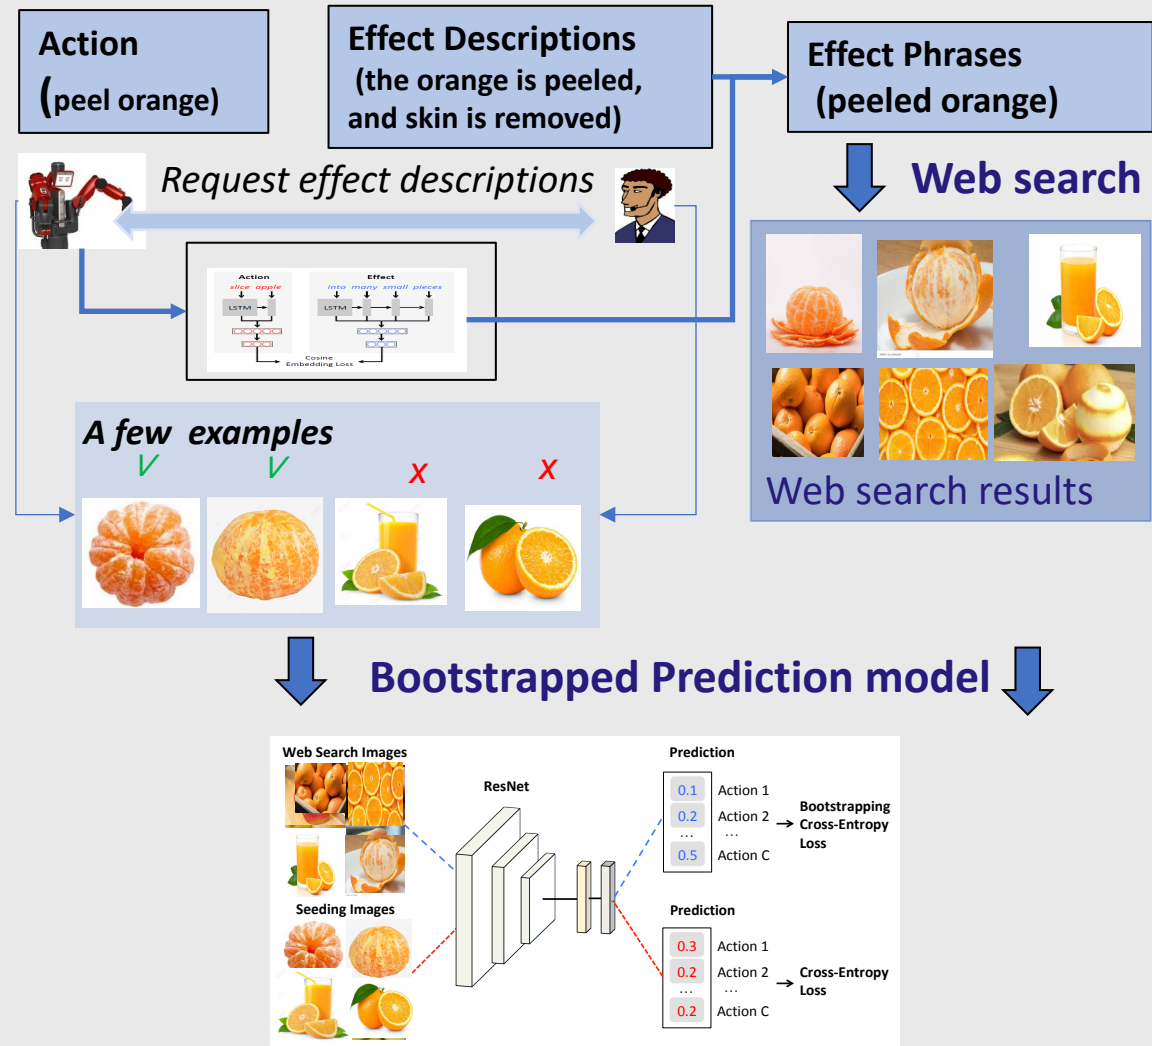 Action
(peel orange)
Effect Descriptions
(the orange is peeled,
and skin is removed)
Effect Phrases
(peeled orange)
Request effect descriptions
Web search
Action
slice apple
Effect
into many small pieces
LSTM
LSTM
Cosine
Embedding Loss
Web search results
A few examples
V
V
X
X
Bootstrapped Prediction model
Web Search Images
ResNet
Prediction
0.1 Action 1
0.2 Action 2
... ...
0.5 Action C
Bootstrapping
Cross-Entropy
Loss
Seeding Images
Prediction
0.3 Action 1
0.2 Action 2
... ...
0.2 Action C
Cross-Entropy
Loss